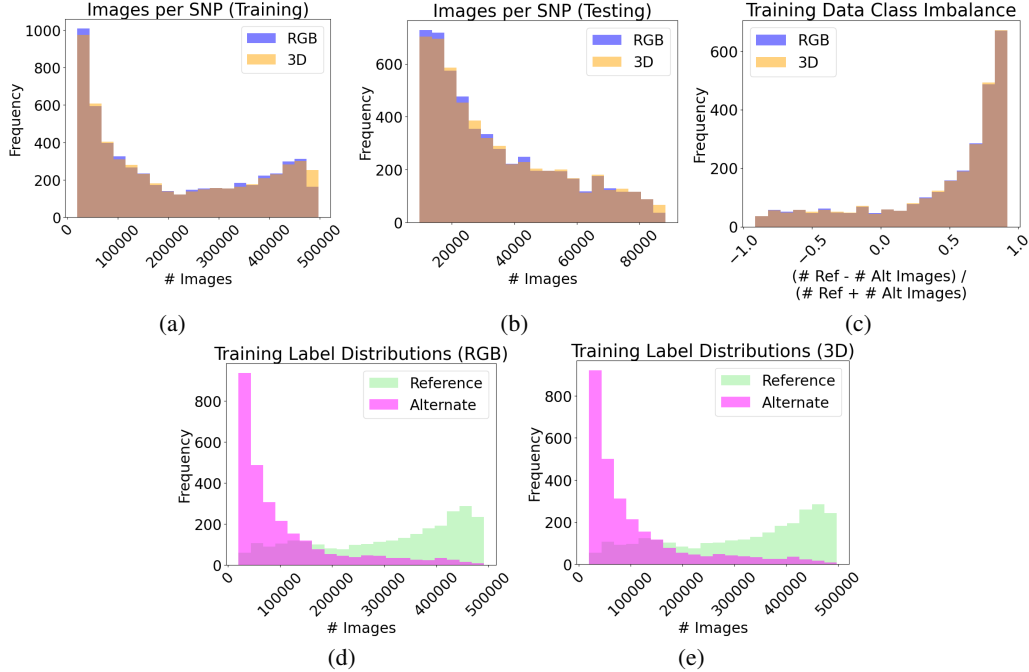 Images per SNP (Training)
1000
800
600
400
200
0
Frequency
RGB
3D
0
100000
200000
300000
400000
500000
# Images
(a)
Images per SNP (Testing)
600
400
200
0
Frequency
RGB
3D
20000
40000
60000
80000
# Images
(b)
Training Data Class Imbalance
600
400
200
0
Frequency
RGB
3D
−1.0
−0.5
0.0
0.5
1.0
(# Ref - # Alt Images) /
(# Ref + # Alt Images)
(c)
Training Label Distributions (RGB)
800
600
400
200
0
Frequency
Reference
Alternate
0
100000
200000
300000
400000
500000
# Images
(d)
Training Label Distributions (3D)
800
600
400
200
0
Frequency
Reference
Alternate
0
100000
200000
300000
400000
500000
# Images
(e)